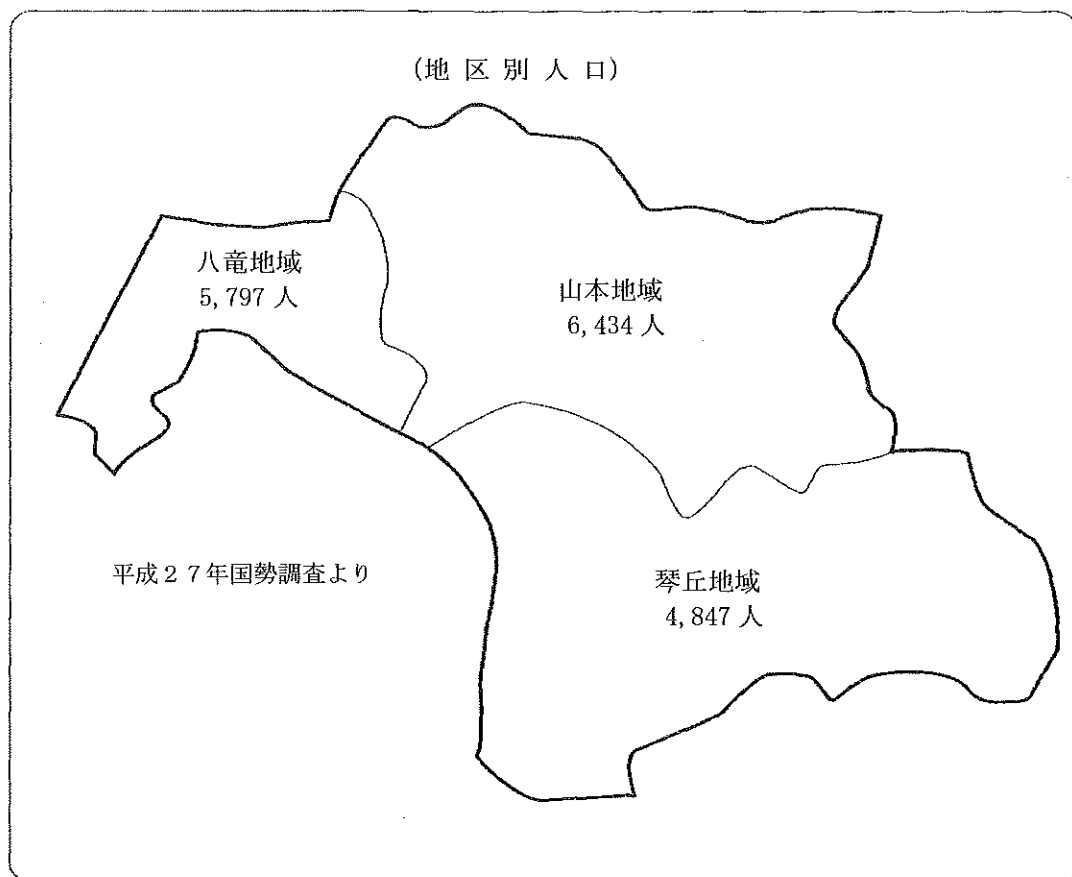 (地 区 別 人 口)
八竜地域
5,797 人
山本地域
6,434 人
平成27年国勢調査より
琴丘地域
4,847 人